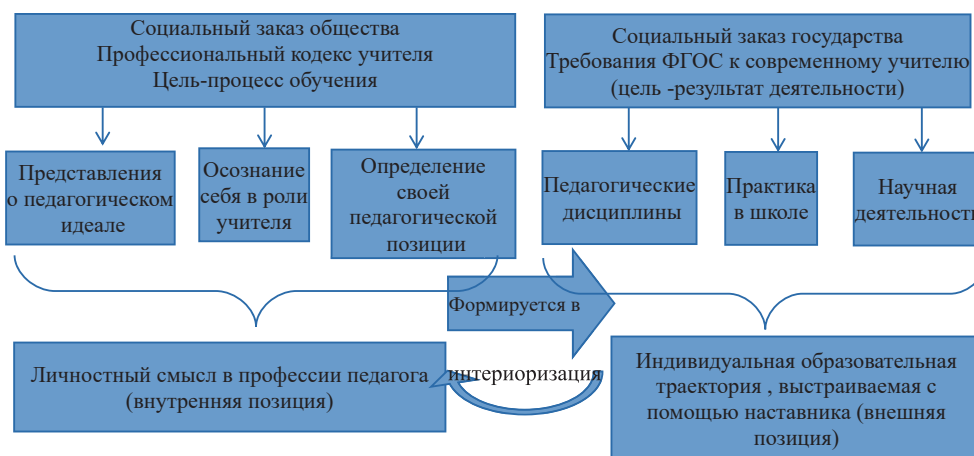 Социальный заказ общества
Профессиональный кодекс учителя
Цель-процесс обучения
Социальный заказ государства
Требования ФГОС к современному учителю
(цель -результат деятельности)
Представления
о педагогическом
идеале
Осознание
себя в роли
учителя
Определение
своей
педагогической
позиции
Педагогические
дисциплины
Практика
в школе
Научная
деятельность
Формируется в
интериоризация
Личностный смысл в профессии педагога
(внутренняя позиция)
Индивидуальная образовательная
траектория , выстраиваемая с
помощью наставника (внешняя
позиция)